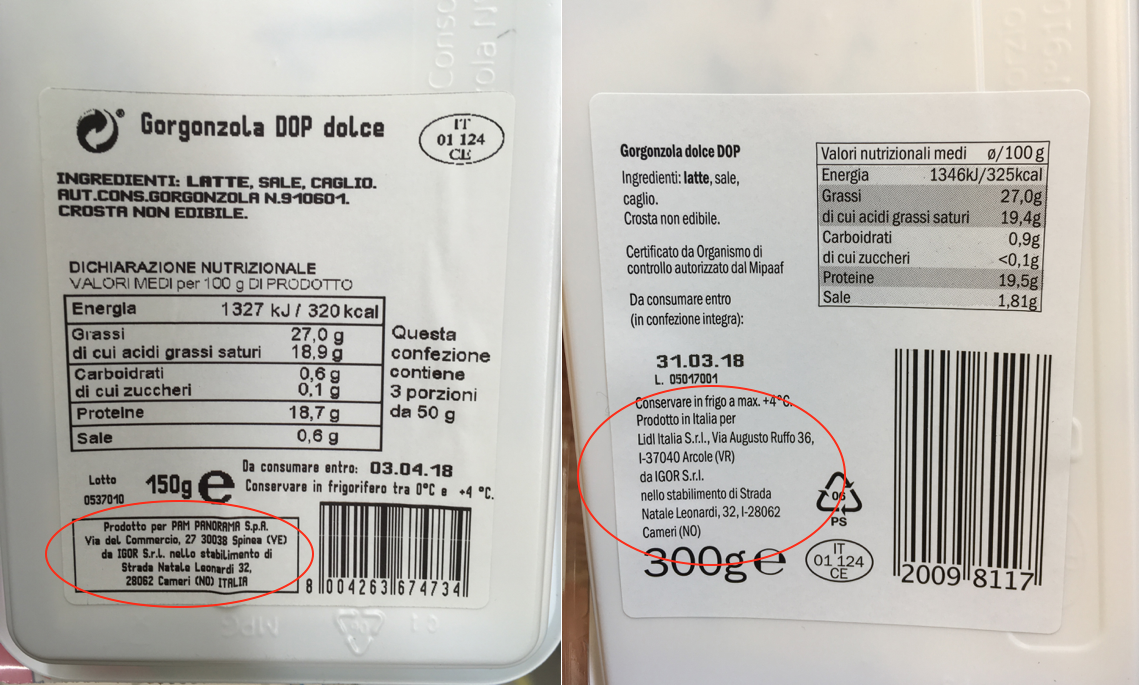 Conso
ola N°
Gorgonzola DOP dolce
IT
01 124
CE
INGREDIENTI: LATTE, SALE, CAGLIO.
AUT.CONS.GORGONZOLA N.910601.
CROSTA NON EDIBILE.
DICHIARAZIONE NUTRIZIONALE
VALORI MEDI per 100 g DI PRODOTTO
Energia 1327 kJ / 320 kcal
Grassi 27,0 g
di cui acidi grassi saturi 18,9 g
Carboidrati 0,6 g
di cui zuccheri 0,1 g
Proteine 18,7 g
Sale 0,6 g
Questa
confezione
contiene
3 porzioni
da 50 g
Lotto
0537010
150g e
Da consumare entro: 03.04.18
Conservare in frigorifero tra 0°C e +4 °C.
Prodotto per PAM PANORAMA S.p.A.
Via del Commercio, 27 30038 Spinea (VE)
da IGOR S.r.l. nello stabilimento di
Strada Natale Leonardi 32,
28062 Cameri (NO) ITALIA
8 004263 674734
Gorgonzola dolce DOP
Ingredienti: latte, sale,
caglio.
Crosta non edibile.
Certificato da Organismo di
controllo autorizzato dal Mipaaf
Da consumare entro
(in confezione integra):
31.03.18
L. 05017001
Conservare in frigo a max. +4°C.
Prodotto in Italia per
Lidl Italia S.r.l., Via Augusto Ruffo 36,
I-37040 Arcole (VR)
da IGOR S.r.l.
nello stabilimento di Strada
Natale Leonardi, 32, I-28062
Cameri (NO)
300g e
Valori nutrizionali medi ø/100 g
Energia 1346kJ/325kcal
Grassi 27,0g
di cui acidi grassi saturi 19,4g
Carboidrati 0,9g
di cui zuccheri <0,1g
Proteine 19,5g
Sale 1,81g
06
PS
IT
01 124
CE
2009 8117